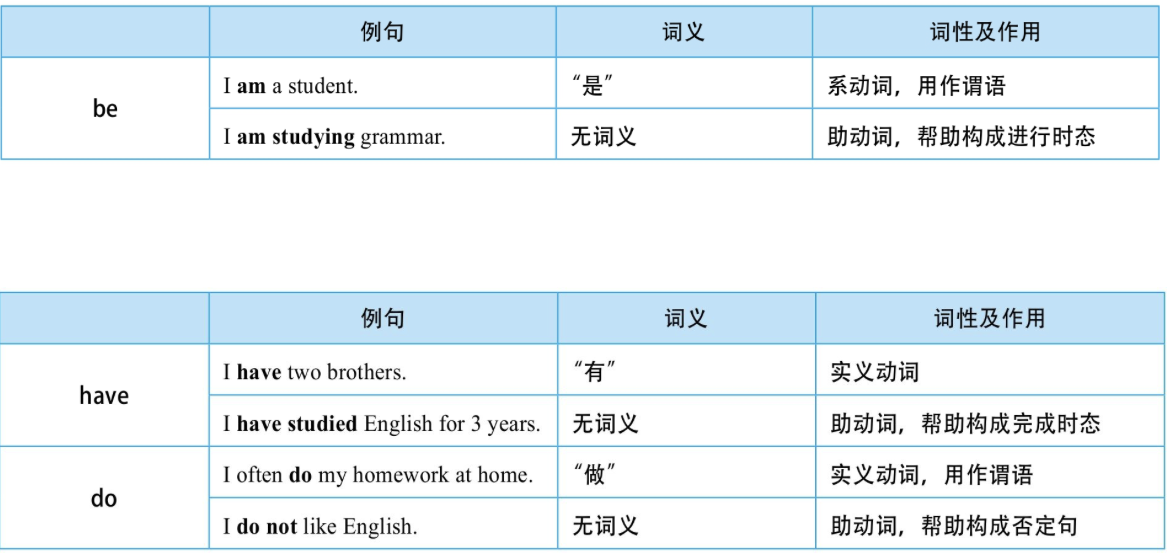 例句 词义 词性及作用
be
I am a student. “是” 系动词，用作谓语
I am studying grammar. 无词义 助动词，帮助构成进行时态
例句 词义 词性及作用
have
I have two brothers. “有” 实义动词
I have studied English for 3 years. 无词义 助动词，帮助构成完成时态
do
I often do my homework at home. “做” 实义动词，用作谓语
I do not like English. 无词义 助动词，帮助构成否定句